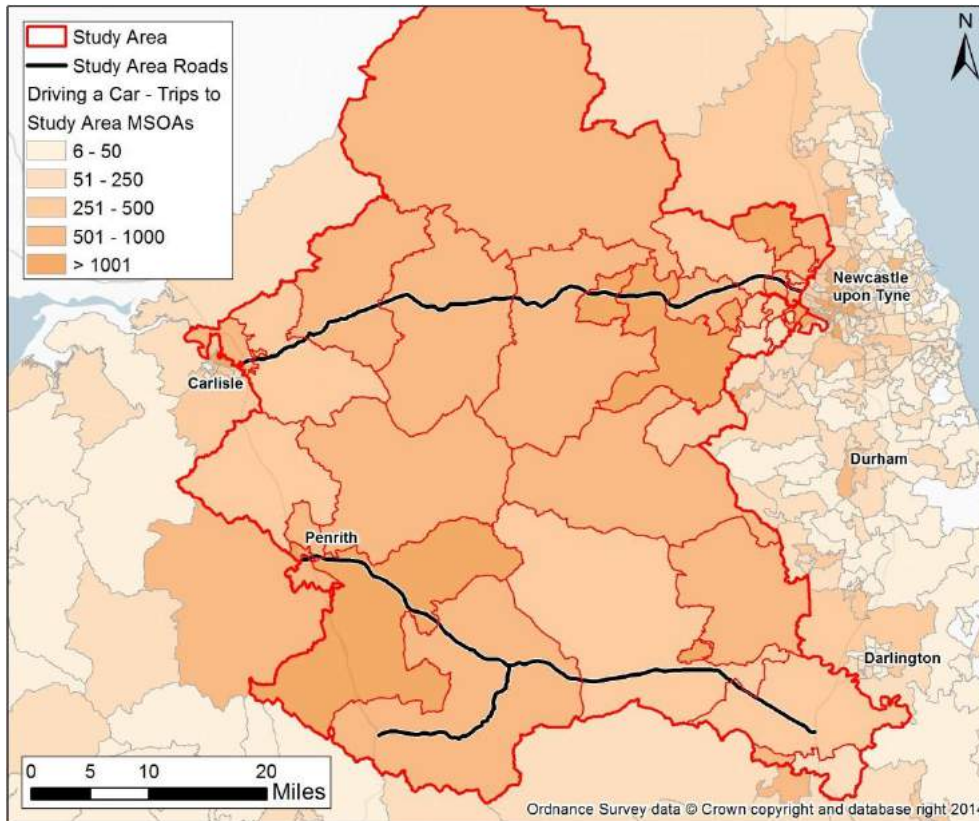 Study Area
Study Area Roads
Driving a Car - Trips to
Study Area MSOAs
6 - 50
51 - 250
251 - 500
501 - 1000
> 1001
N
Newcastle
upon Tyne
Carlisle
Durham
Penrith
Darlington
0 5 10 20
Miles
Ordnance Survey data © Crown copyright and database right 2014